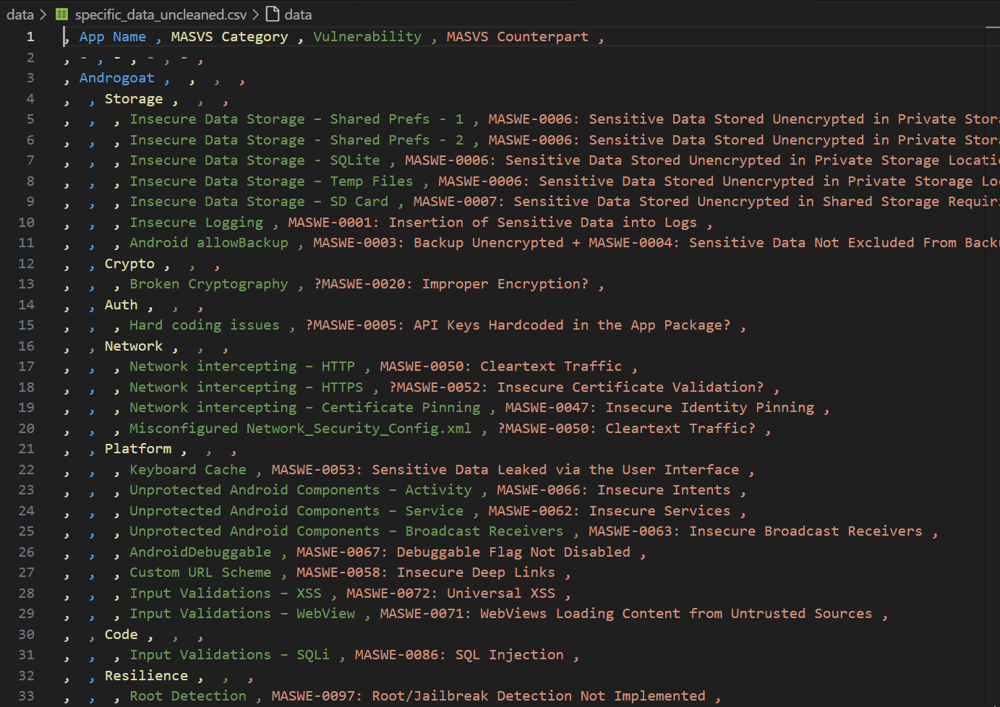 data > specific_data_uncleaned.csv > data
1 , App Name , MASVS Category , Vulnerability , MASVS Counterpart ,
2 , - , - , - , - ,
3 , Androgoat , , , ,
4 , , Storage , , ,
5 , , , Insecure Data Storage – Shared Prefs - 1 , MASWE-0006: Sensitive Data Stored Unencrypted in Private Stor
6 , , , Insecure Data Storage - Shared Prefs - 2 , MASWE-0006: Sensitive Data Stored Unencrypted in Private Stor
7 , , , Insecure Data Storage - SQLite , MASWE-0006: Sensitive Data Stored Unencrypted in Private Storage Locati
8 , , , Insecure Data Storage – Temp Files , MASWE-0006: Sensitive Data Stored Unencrypted in Private Storage Lo
9 , , , Insecure Data Storage – SD Card , MASWE-0007: Sensitive Data Stored Unencrypted in Shared Storage Requir
10 , , , Insecure Logging , MASWE-0001: Insertion of Sensitive Data into Logs ,
11 , , , Android allowBackup , MASWE-0003: Backup Unencrypted + MASWE-0004: Sensitive Data Not Excluded From Back
12 , , Crypto , , ,
13 , , , Broken Cryptography , ?MASWE-0020: Improper Encryption? ,
14 , , Auth , , ,
15 , , , Hard coding issues , ?MASWE-0005: API Keys Hardcoded in the App Package? ,
16 , , Network , , ,
17 , , , Network intercepting – HTTP , MASWE-0050: Cleartext Traffic ,
18 , , , Network intercepting – HTTPS , ?MASWE-0052: Insecure Certificate Validation? ,
19 , , , Network intercepting – Certificate Pinning , MASWE-0047: Insecure Identity Pinning ,
20 , , , Misconfigured Network_Security_Config.xml , ?MASWE-0050: Cleartext Traffic? ,
21 , , Platform , , ,
22 , , , Keyboard Cache , MASWE-0053: Sensitive Data Leaked via the User Interface ,
23 , , , Unprotected Android Components – Activity , MASWE-0066: Insecure Intents ,
24 , , , Unprotected Android Components – Service , MASWE-0062: Insecure Services ,
25 , , , Unprotected Android Components – Broadcast Receivers , MASWE-0063: Insecure Broadcast Receivers ,
26 , , , AndroidDebuggable , MASWE-0067: Debuggable Flag Not Disabled ,
27 , , , Custom URL Scheme , MASWE-0058: Insecure Deep Links ,
28 , , , Input Validations – XSS , MASWE-0072: Universal XSS ,
29 , , , Input Validations – WebView , MASWE-0071: WebViews Loading Content from Untrusted Sources ,
30 , , Code , , ,
31 , , , Input Validations – SQLi , MASWE-0086: SQL Injection ,
32 , , Resilience , , ,
33 , , , Root Detection , MASWE-0097: Root/Jailbreak Detection Not Implemented ,